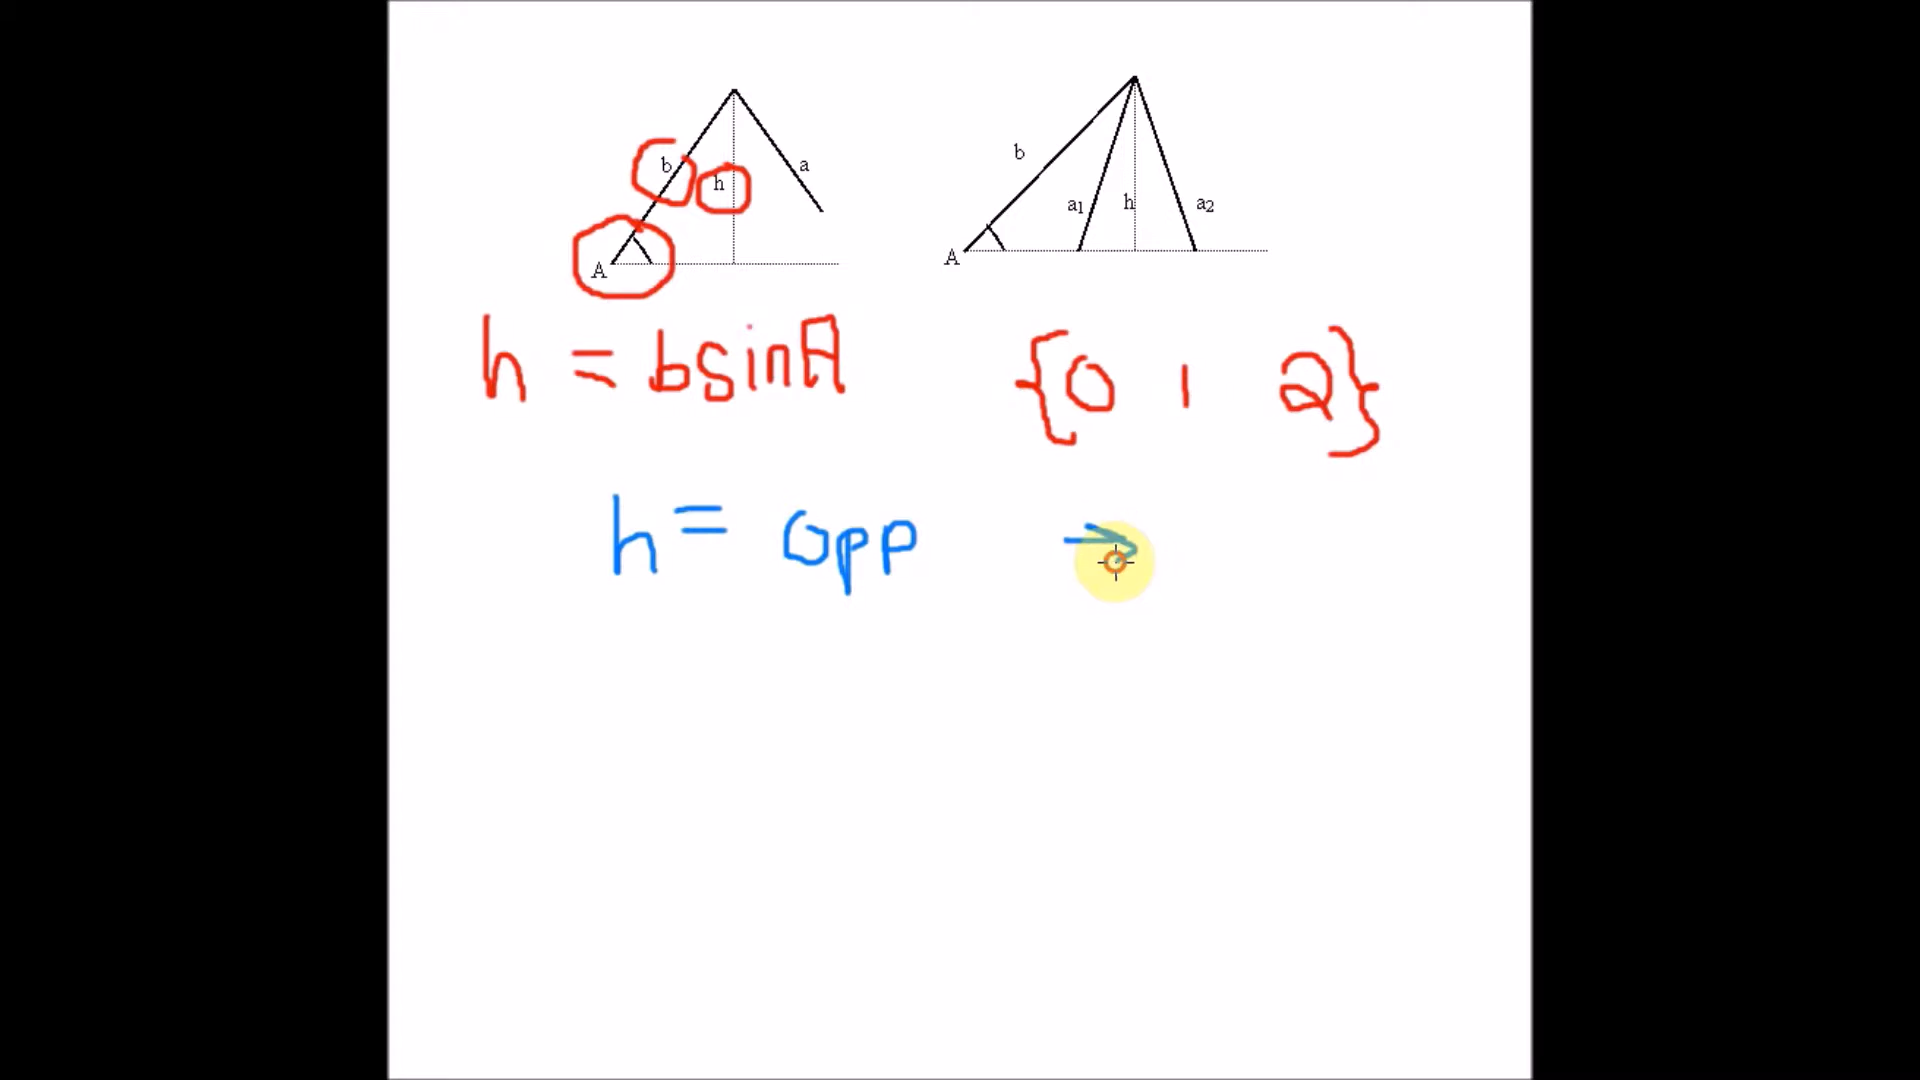 b h a
A
b a1 h a2
A
h = bsinA {0 1 2}
h = opp →